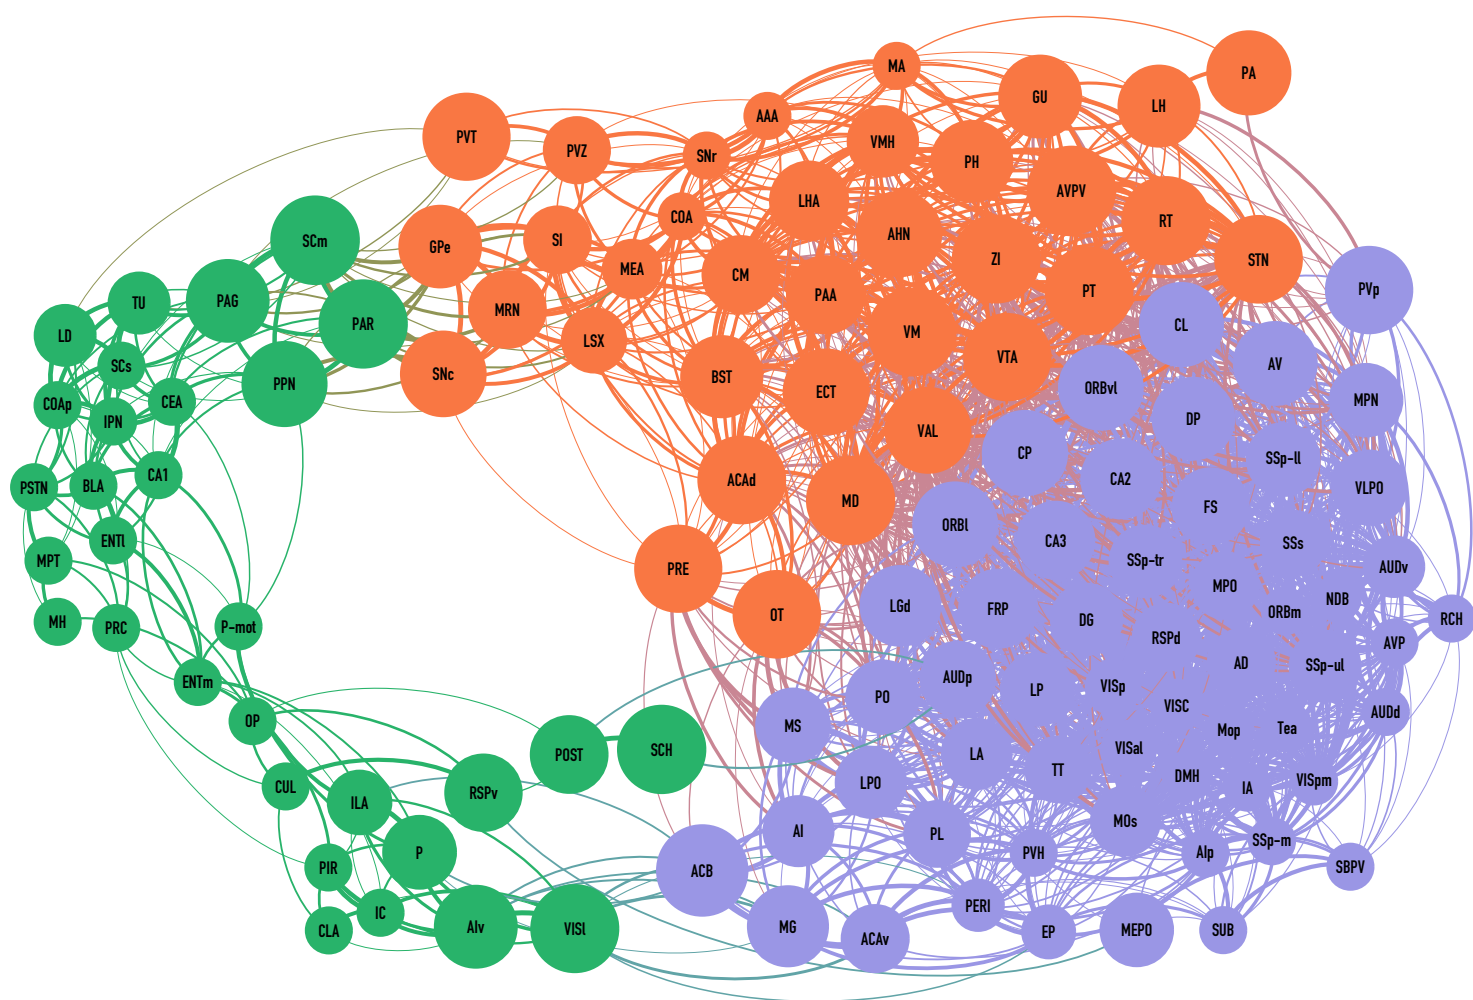 MA
PA
GU
LH
AAA
PVT
VMH
PVZ
SNr
PH
AVPV
LHA
COA
RT
SCm
SI
AHN
GPe
ZI
STN
MEA
CM
PT
PVp
TU
PAG
PAA
MRN
PAR
CL
LD
VM
LSX
VTA
SCs
AV
SNc
BST
PPN
ORBvl
ECT
MPN
COAp
CEA
DP
IPN
VAL
CP
SSp-ll
CA1
ACAd
CA2
PSTN
BLA
VLPO
MD
FS
ORBl
ENTl
CA3
SSs
MPT
SSp-tr
AUDv
PRE
MPO
NDB
LGd
FRP
ORBm
OT
DG
RCH
MH
PRC
P-mot
RSPd
AVP
AD
SSp-ul
AUDp
ENTm
LP
VISp
PO
VISC
AUDd
OP
MS
Mop
Tea
POST
SCH
VISal
LA
TT
DMH
CUL
RSPv
LPO
IA
VISpm
ILA
MOs
AI
PL
SSp-m
P
PVH
AIp
PIR
ACB
SBPV
PERI
IC
AIv
VISl
MG
CLA
EP
MEPO
SUB
ACAv